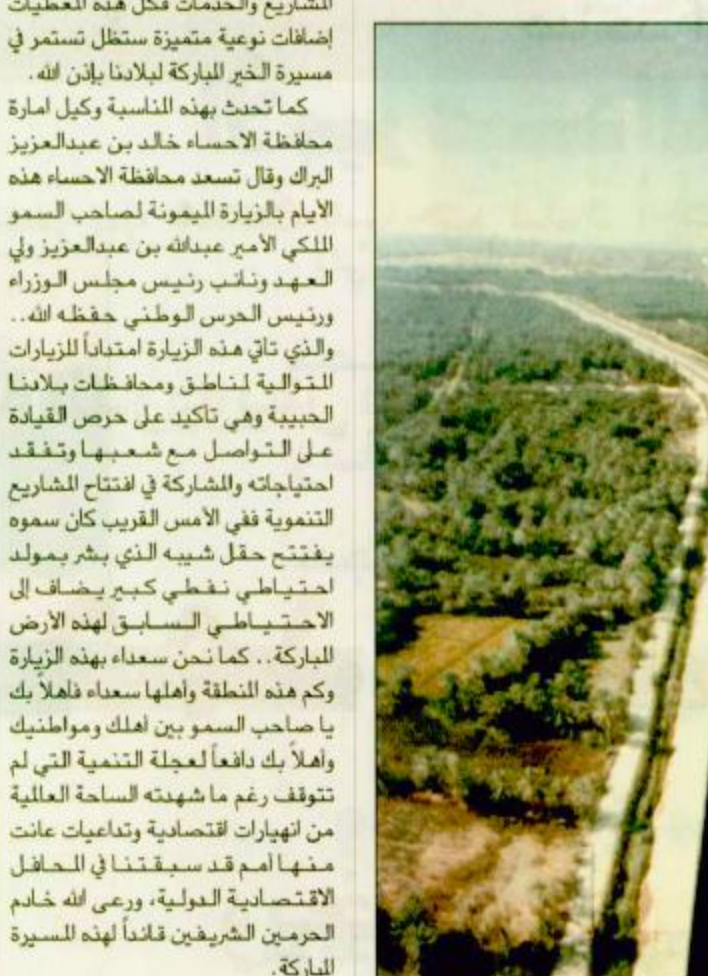 المشاريع والخدمات فكل هذه المعطيات
إضافات نوعية متميزة ستظل تستمر في
مسيرة الخير المباركة لبلادنا بإذن الله.
كما تحدث بهذه المناسبة وكيل امارة
محافظة الاحساء خالد بن عبدالعزيز
البراك وقال تسعد محافظة الاحساء هذه
الأيام بالزيارة الميمونة لصاحب السمو
الملكي الأمير عبدالله بن عبدالعزيز ولي
العهد ونائب رئيس مجلس الوزراء
ورئيس الحرس الوطني حفظه الله..
والذي تأتي هذه الزيارة امتداداً للزيارات
المتوالية لمناطق ومحافظات بلادنا
الحبيبة وهي تأكيد على حرص القيادة
على التواصل مع شعبها وتفقد
احتياجاته والمشاركة في افتتاح المشاريع
التنموية ففي الأمس القريب كان سموه
يفتتح حقل شيبه الذي بشر بمولد
احتياطي نفطي كبير يضاف إلى
الاحتياطي السابق لهذه الأرض
المباركة.. كما نحن سعداء بهذه الزيارة
وكم هذه المنطقة وأهلها سعداء فأهلاً بك
يا صاحب السمو بين أهلك ومواطنيك
وأهلاً بك دافعاً لعجلة التنمية التي لم
تتوقف رغم ما شهدته الساحة العالمية
من انهيارات اقتصادية وتداعيات عانت
منها أمم قد سبقتنا في المحافل
الاقتصادية الدولية، ورعى الله خادم
الحرمين الشريفين قائداً لهذه المسيرة
المباركة.